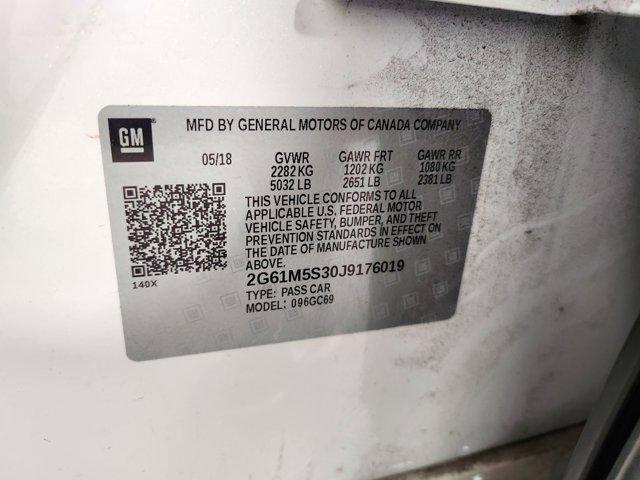 GM
MFD BY GENERAL MOTORS OF CANADA COMPANY
05/18 GVWR GAWR FRT GAWR RR
2282 KG 1202 KG 1080 KG
5032 LB 2651 LB 2381 LB
THIS VEHICLE CONFORMS TO ALL
APPLICABLE U.S. FEDERAL MOTOR
VEHICLE SAFETY, BUMPER, AND THEFT
PREVENTION STANDARDS IN EFFECT ON
THE DATE OF MANUFACTURE SHOWN
ABOVE.
140X
2G61M5S30J9176019
TYPE: PASS CAR
MODEL: 096GC69